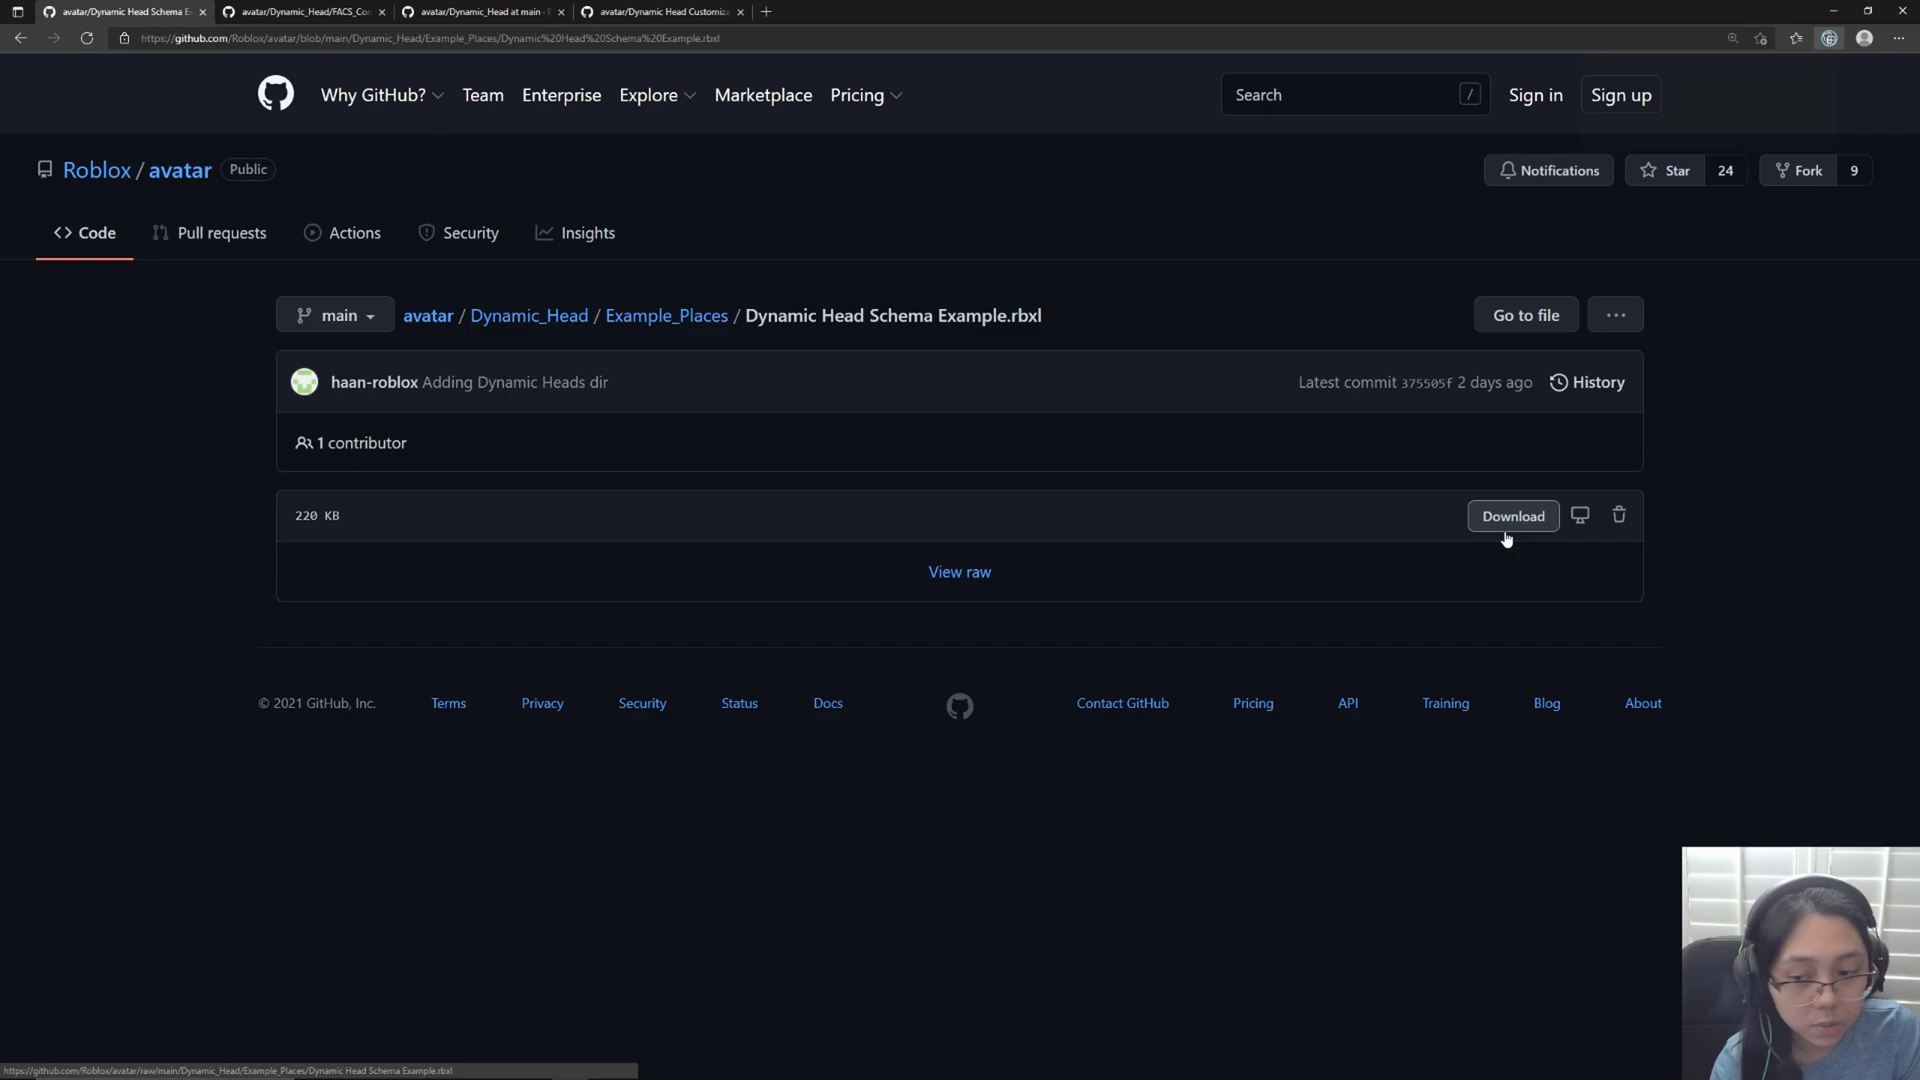 avatar/Dynamic Head Schema E
avatar/Dynamic_Head/FACS_Con
avatar/Dynamic_Head at main ·
avatar/Dynamic Head Customiza
https://github.com/Roblox/avatar/blob/main/Dynamic_Head/Example_Places/Dynamic%20Head%20Schema%20Example.rbxl
Why GitHub? Team Enterprise Explore Marketplace Pricing
Search /
Sign in Sign up
Roblox / avatar Public
Notifications Star 24 Fork 9
<> Code Pull requests Actions Security Insights
main avatar / Dynamic_Head / Example_Places / Dynamic Head Schema Example.rbxl
Go to file ...
haan-roblox Adding Dynamic Heads dir
Latest commit 375505f 2 days ago History
1 contributor
220 KB
Download
View raw
© 2021 GitHub, Inc. Terms Privacy Security Status Docs Contact GitHub Pricing API Training Blog About
https://github.com/Roblox/avatar/raw/main/Dynamic_Head/Example_Places/Dynamic Head Schema Example.rbxl